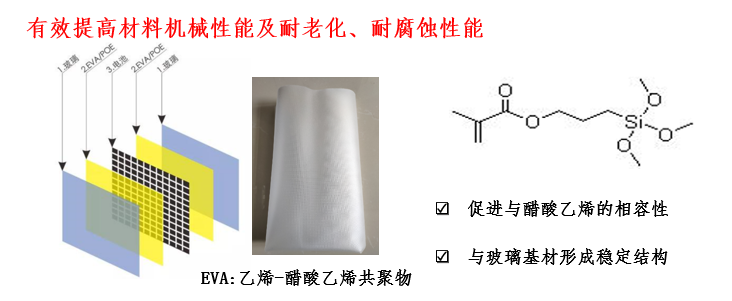 有效提高材料机械性能及耐老化、耐腐蚀性能
1.玻璃
2.EVA/POE
3.电池
2.EVA/POE
1.玻璃
O
O
Si
O
O
O
促进与醋酸乙烯的相容性
与玻璃基材形成稳定结构
EVA:乙烯-醋酸乙烯共聚物